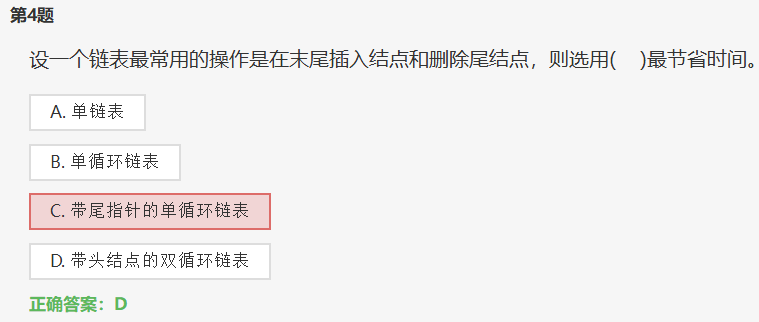 第4题
设一个链表最常用的操作是在末尾插入结点和删除尾结点，则选用(    )最节省时间。
A. 单链表
B. 单循环链表
C. 带尾指针的单循环链表
D. 带头结点的双循环链表
正确答案：D